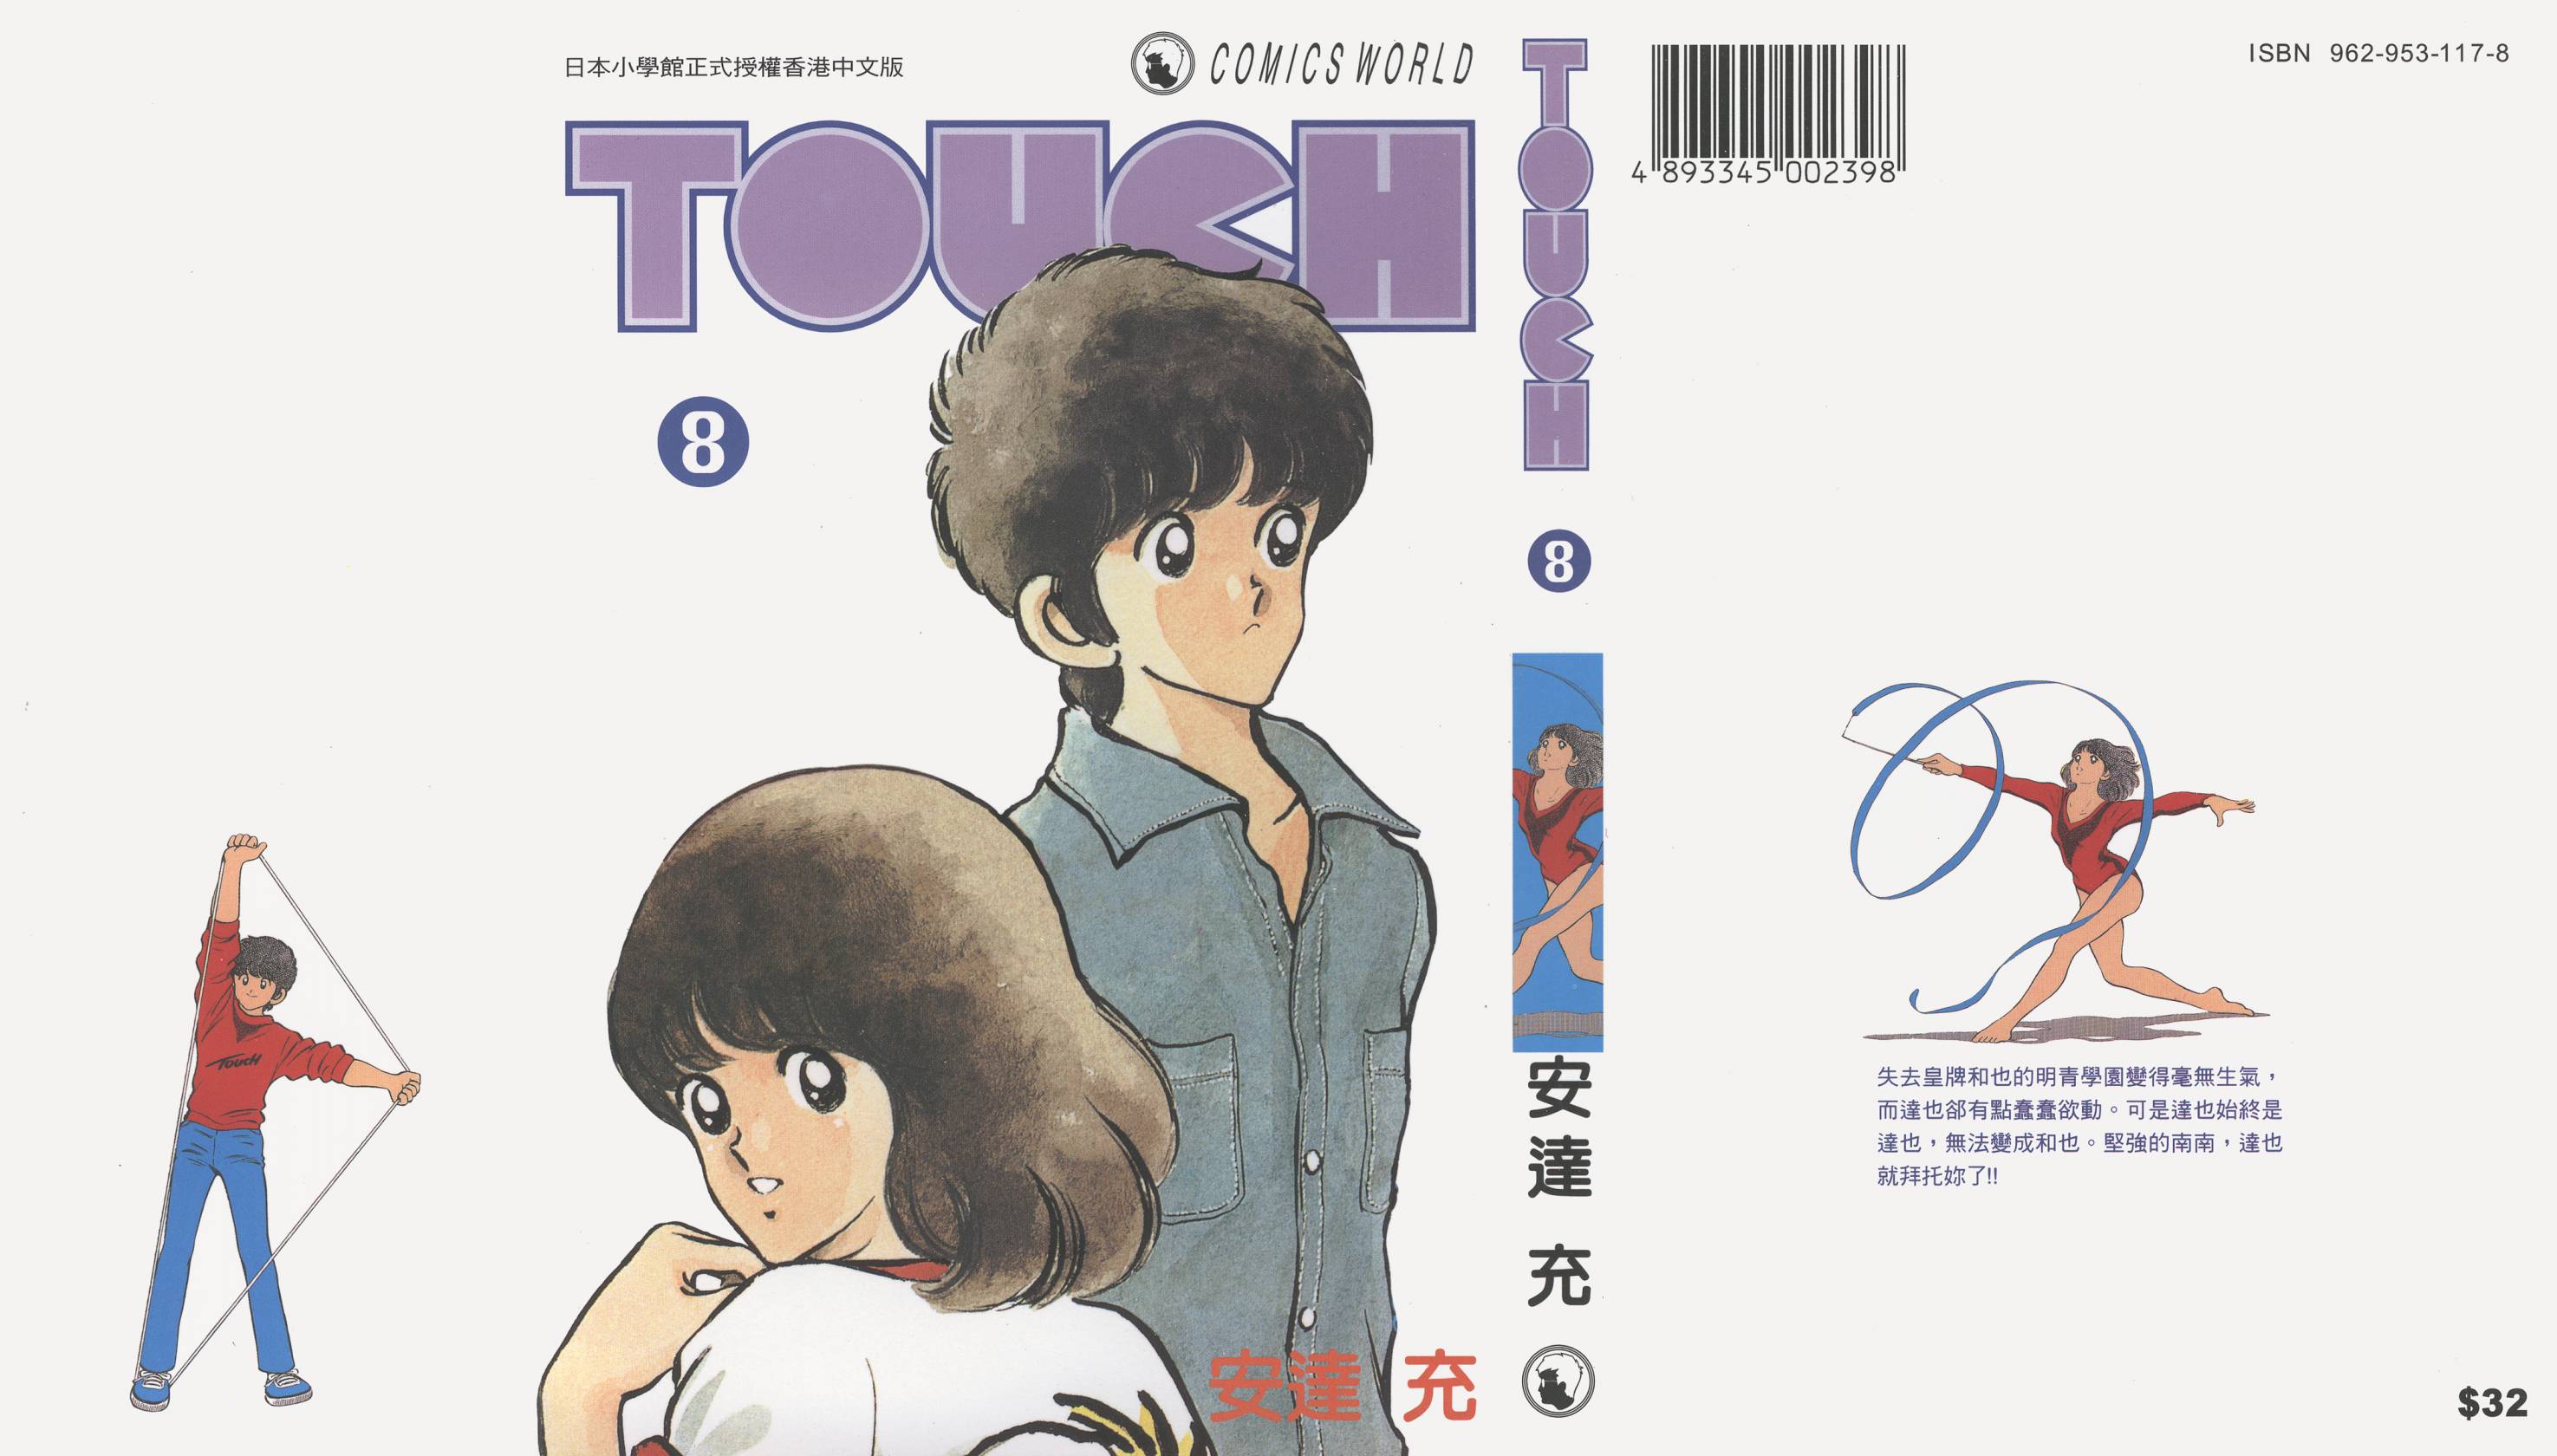 日本小學館正式授權香港中文版
COMICS WORLD
TOUCH
8
安達 充
TOUCH
TOUCH
8
安達 充
4 893345 002398
ISBN 962-953-117-8
失去皇牌和也的明青學園變得毫無生氣，
而達也郤有點蠢蠢欲動。可是達也始終是
達也，無法變成和也。堅強的南南，達也
就拜托妳了!!
$32